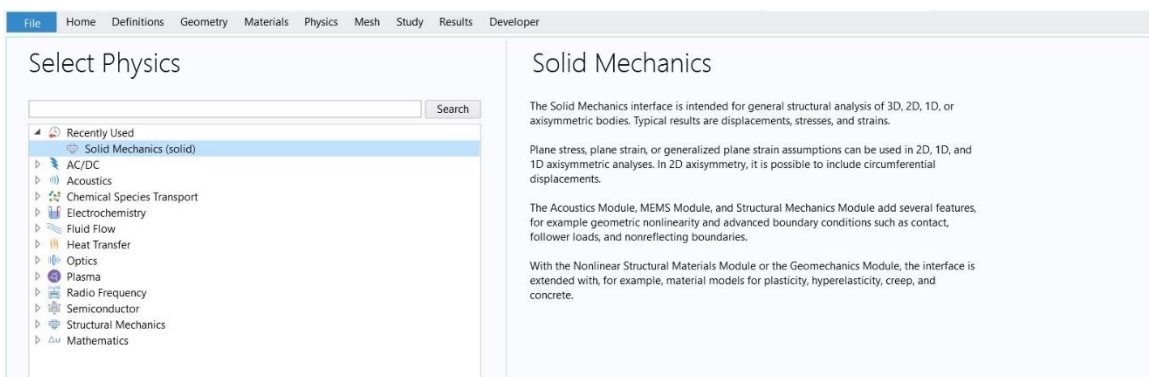 File Home Definitions Geometry Materials Physics Mesh Study Results Developer
Select Physics
Search
Recently Used
Solid Mechanics (solid)
AC/DC
Acoustics
Chemical Species Transport
Electrochemistry
Fluid Flow
Heat Transfer
Optics
Plasma
Radio Frequency
Semiconductor
Structural Mechanics
Δu Mathematics
Solid Mechanics
The Solid Mechanics interface is intended for general structural analysis of 3D, 2D, 1D, or
axisymmetric bodies. Typical results are displacements, stresses, and strains.
Plane stress, plane strain, or generalized plane strain assumptions can be used in 2D, 1D, and
1D axisymmetric analyses. In 2D axisymmetry, it is possible to include circumferential
displacements.
The Acoustics Module, MEMS Module, and Structural Mechanics Module add several features,
for example geometric nonlinearity and advanced boundary conditions such as contact,
follower loads, and nonreflecting boundaries.
With the Nonlinear Structural Materials Module or the Geomechanics Module, the interface is
extended with, for example, material models for plasticity, hyperelasticity, creep, and
concrete.